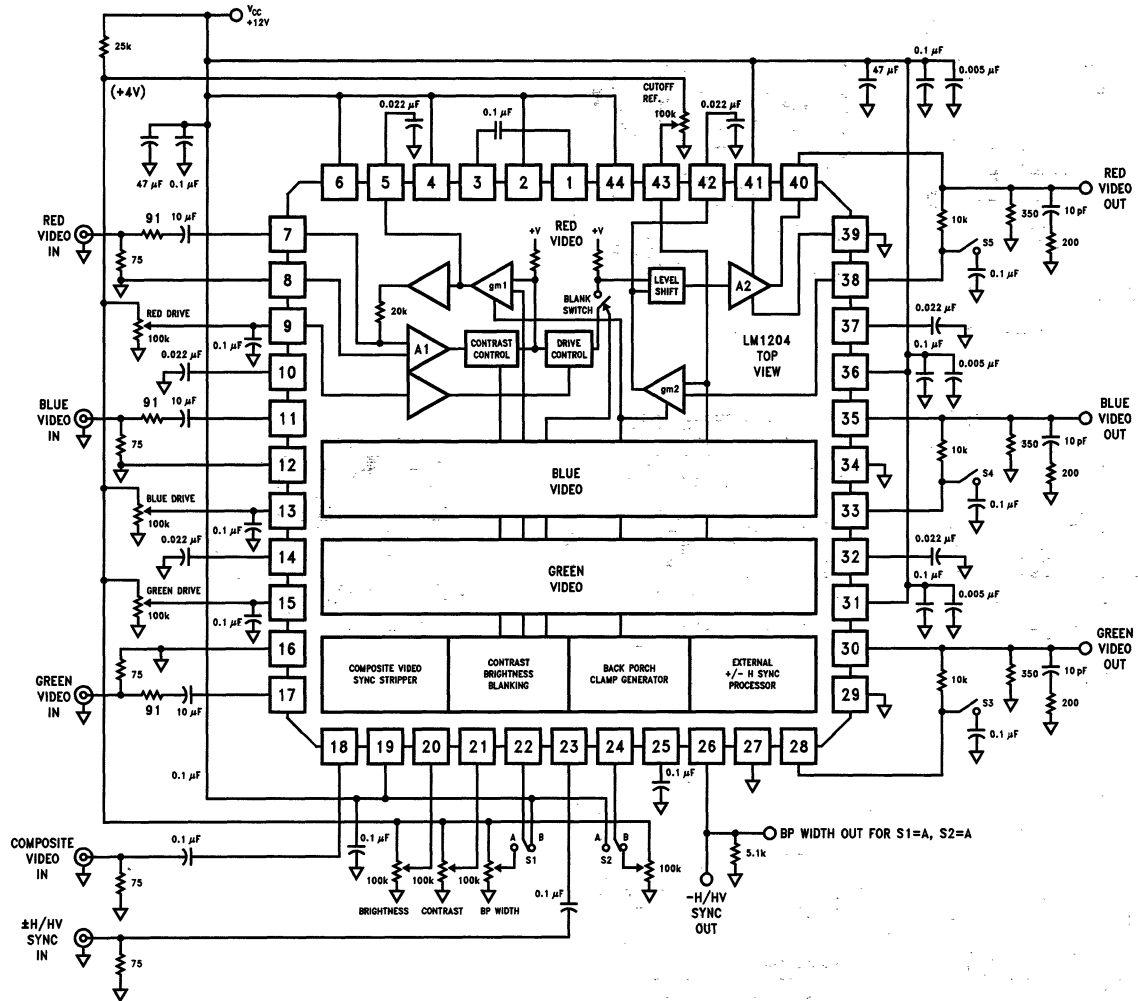 VCC
+12V
25k
(+4V)
47 µF
0.1 µF
0.022 µF
0.1 µF
CUTOFF
REF.
100k
0.022 µF
47 µF
0.1 µF
0.005 µF
6
5
4
3
2
1
44
43
42
41
40
RED
VIDEO
IN
91
10 µF
75
7
8
RED DRIVE
100k
0.1 µF
9
0.022 µF
10
BLUE
VIDEO
IN
91
10 µF
75
11
12
BLUE DRIVE
100k
0.1 µF
13
0.022 µF
14
GREEN DRIVE
100k
0.1 µF
15
16
GREEN
VIDEO
IN
75
91
10 µF
17
RED
VIDEO
+V
+V
gm1
20k
A1
CONTRAST
CONTROL
DRIVE
CONTROL
BLANK
SWITCH
LEVEL
SHIFT
A2
LM1204
TOP
VIEW
gm2
BLUE
VIDEO
GREEN
VIDEO
COMPOSITE VIDEO
SYNC STRIPPER
CONTRAST
BRIGHTNESS
BLANKING
BACK PORCH
CLAMP GENERATOR
EXTERNAL
+/- H SYNC
PROCESSOR
39
38
37
36
35
34
33
32
31
30
29
RED
VIDEO
OUT
10k
S5
0.1 µF
350
10 pF
200
0.022 µF
0.1 µF
0.005 µF
BLUE
VIDEO
OUT
10k
S4
0.1 µF
350
10 pF
200
0.022 µF
0.1 µF
0.005 µF
GREEN
VIDEO
OUT
10k
S3
0.1 µF
350
10 pF
200
18
19
20
21
22
23
24
25
26
27
28
0.1 µF
0.1 µF
COMPOSITE
VIDEO
IN
0.1 µF
75
0.1 µF
100k
100k
100k
BRIGHTNESS
CONTRAST
BP WIDTH
A
B
S1
0.1 µF
A
B
S2
100k
BP WIDTH OUT FOR S1=A, S2=A
5.1k
-H/HV
SYNC
OUT
±H/HV
SYNC
IN
75